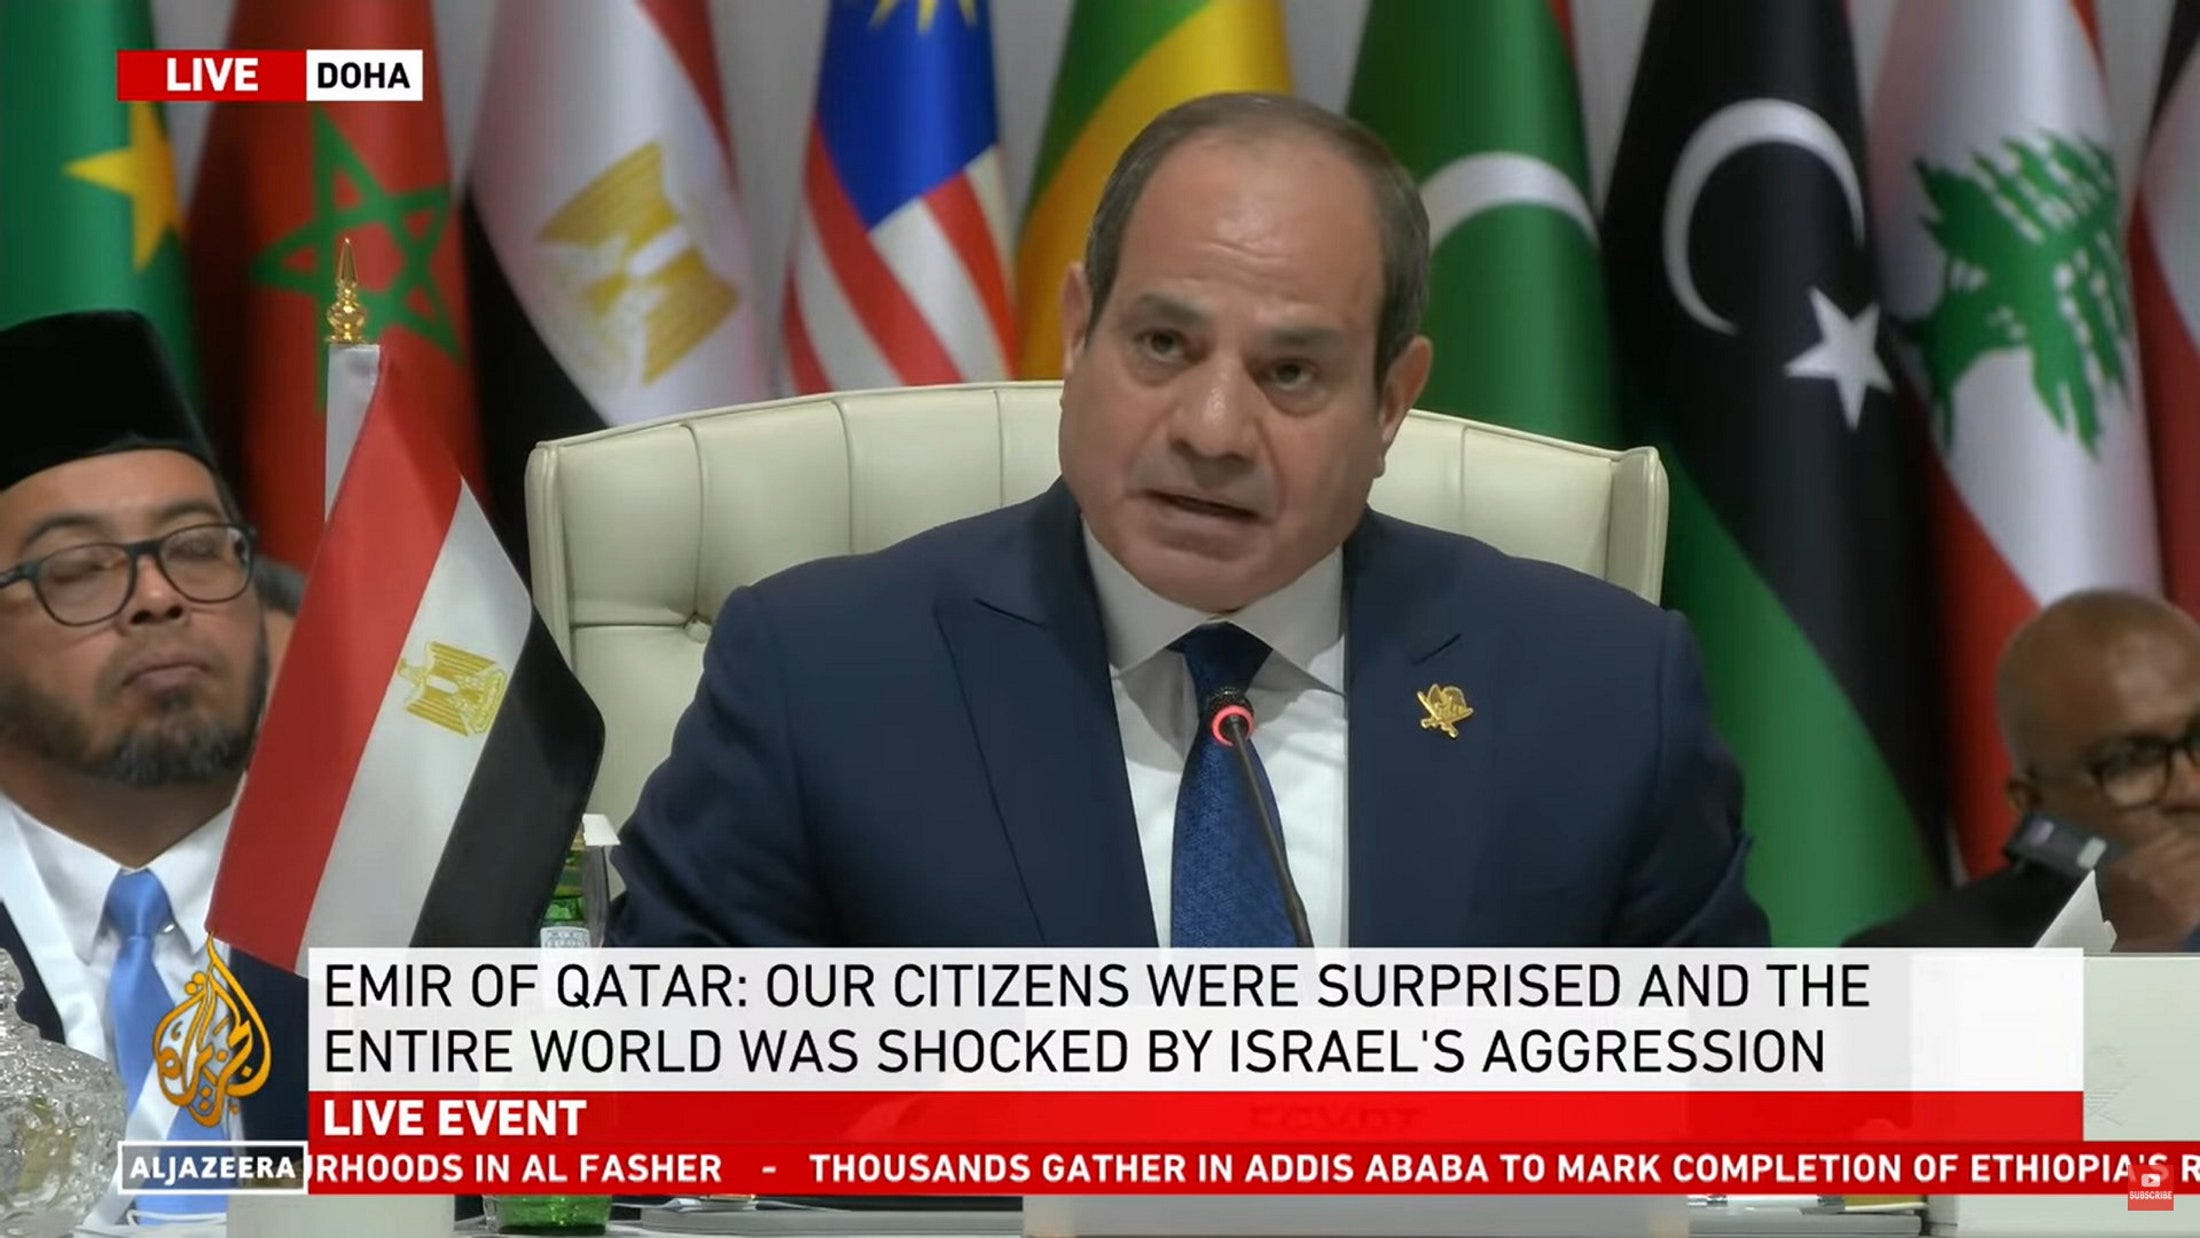 LIVE DOHA
EMIR OF QATAR: OUR CITIZENS WERE SURPRISED AND THE
ENTIRE WORLD WAS SHOCKED BY ISRAEL'S AGGRESSION
LIVE EVENT
ALJAZEERA
RHOODS IN AL FASHER - THOUSANDS GATHER IN ADDIS ABABA TO MARK COMPLETION OF ETHIOPIA'S R
SUBSCRIBE